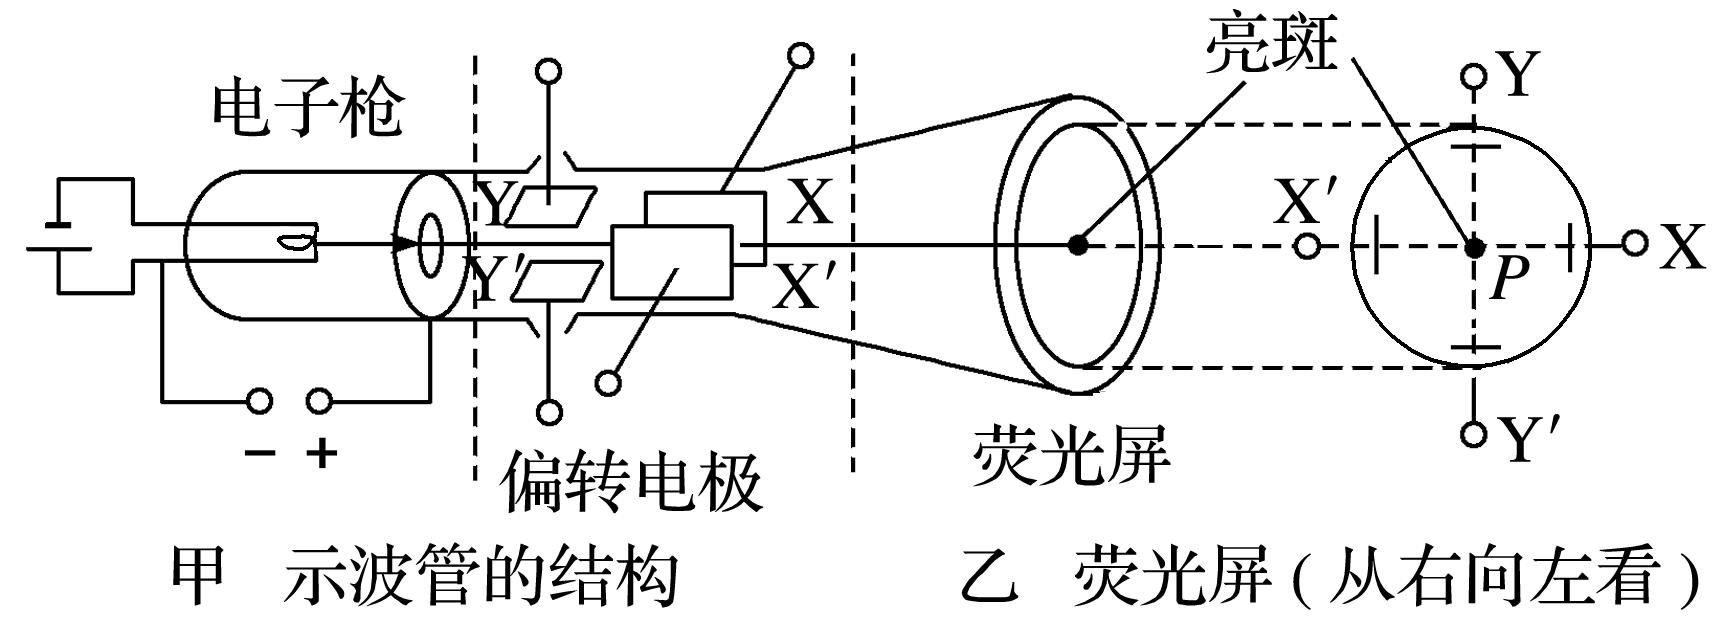 亮斑
电子枪
Y
Y
X
X′
X
Y′
X′
P
− +
Y′
荧光屏
偏转电极
甲 示波管的结构
乙 荧光屏(从右向左看)